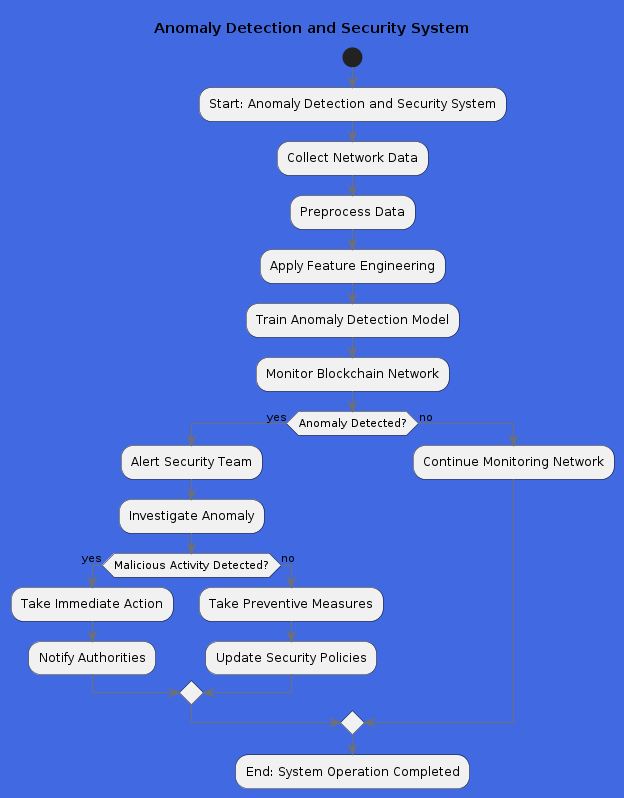 Anomaly Detection and Security System
Start: Anomaly Detection and Security System
Collect Network Data
Preprocess Data
Apply Feature Engineering
Train Anomaly Detection Model
Monitor Blockchain Network
yes
Anomaly Detected?
no
Alert Security Team
Continue Monitoring Network
Investigate Anomaly
yes
Malicious Activity Detected?
no
Take Immediate Action
Take Preventive Measures
Notify Authorities
Update Security Policies
End: System Operation Completed